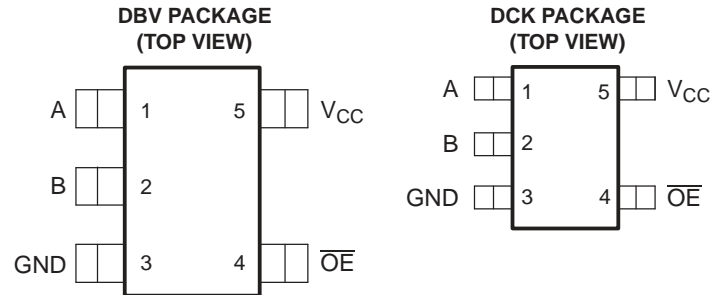 DBV PACKAGE
(TOP VIEW)
A 1 5 VCC
B 2
GND 3 4 OE
DCK PACKAGE
(TOP VIEW)
A 1 5 VCC
B 2
GND 3 4 OE